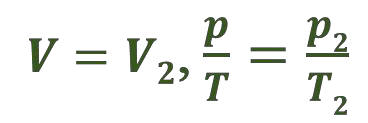 V = V₂, p/T = p₂/T₂